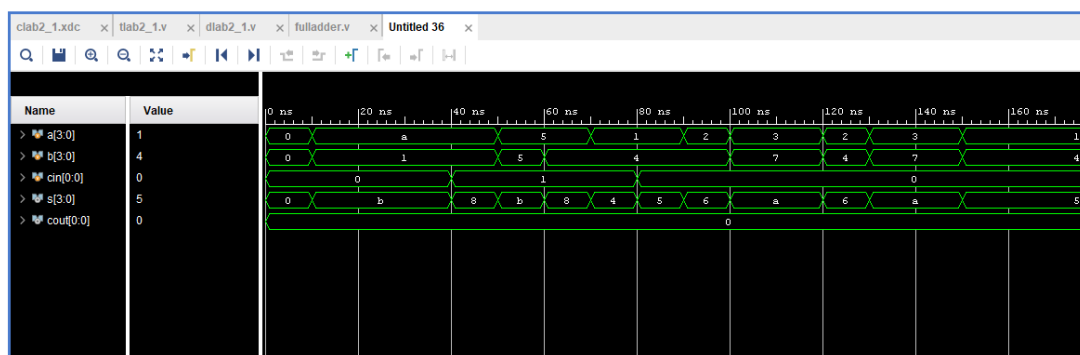 clab2_1.xdc × tlab2_1.v × dlab2_1.v × fulladder.v × Untitled 36 ×
Name Value
0 ns 20 ns 40 ns 60 ns 80 ns 100 ns 120 ns 140 ns 160 ns
a[3:0] 1 0 a 5 1 2 3 2 3 1
b[3:0] 4 0 1 5 4 7 4 7 4
cin[0:0] 0 0 1 0
s[3:0] 5 0 b 8 b 8 4 5 6 a 6 a 5
cout[0:0] 0 0